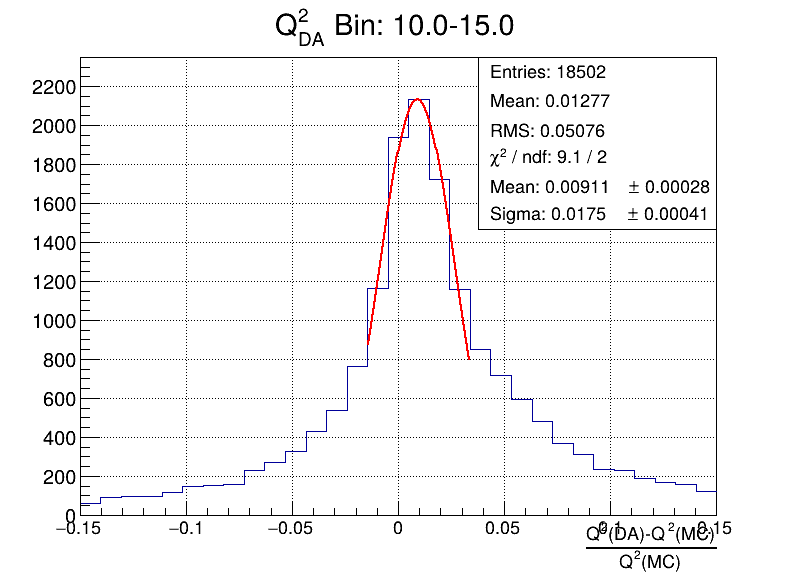 Q²DA Bin: 10.0-15.0
Entries: 18502
Mean: 0.01277
RMS: 0.05076
χ² / ndf: 9.1 / 2
Mean: 0.00911 ± 0.00028
Sigma: 0.0175 ± 0.00041
2200
2000
1800
1600
1400
1200
1000
800
600
400
200
0
−0.15 −0.1 −0.05 0 0.05 0.1 0.15
Q²(DA)-Q²(MC)
Q²(MC)